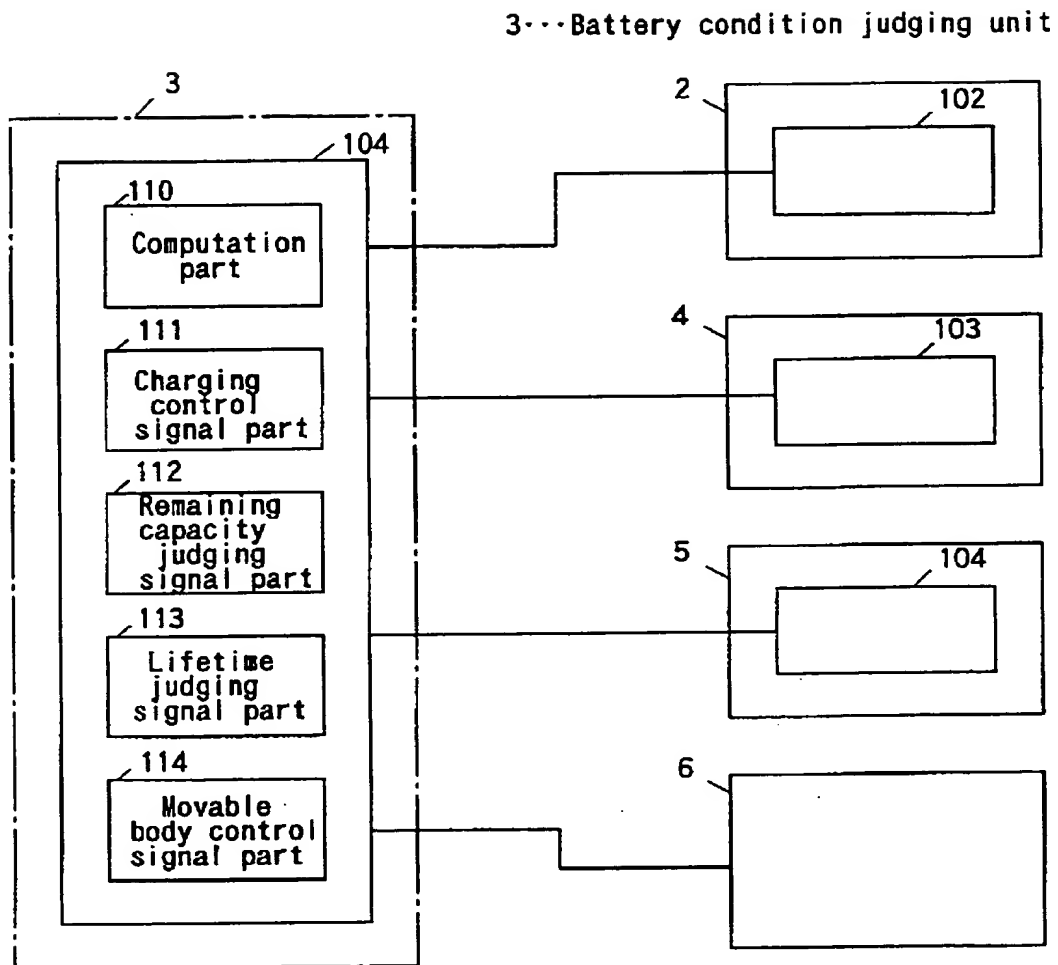 3···Battery condition judging unit
3
104
110
Computation
part
111
Charging
control
signal part
112
Remaining
capacity
judging
signal part
113
Lifetime
judging
signal part
114
Movable
body control
signal part
2
102
4
103
5
104
6